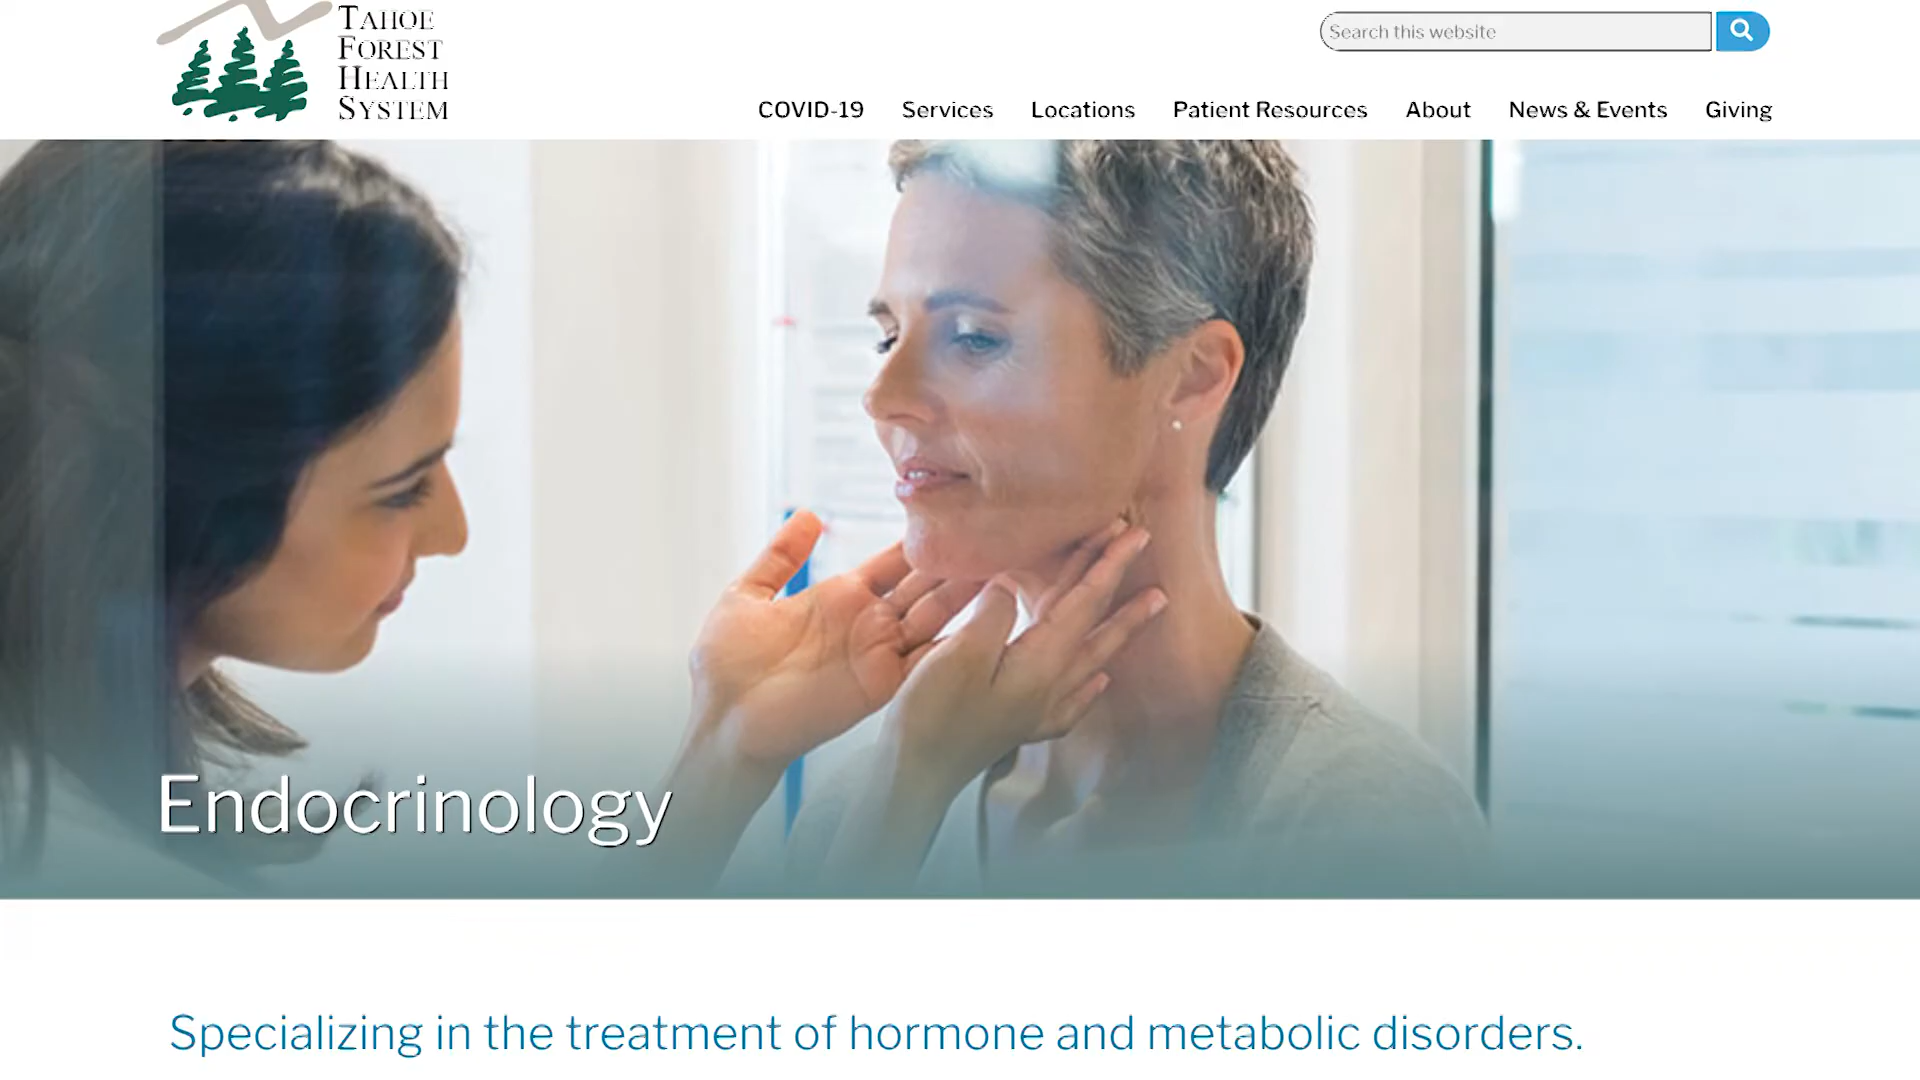 TAHOE
FOREST
HEALTH
SYSTEM
Search this website
COVID-19 Services Locations Patient Resources About News & Events Giving
Endocrinology
Specializing in the treatment of hormone and metabolic disorders.